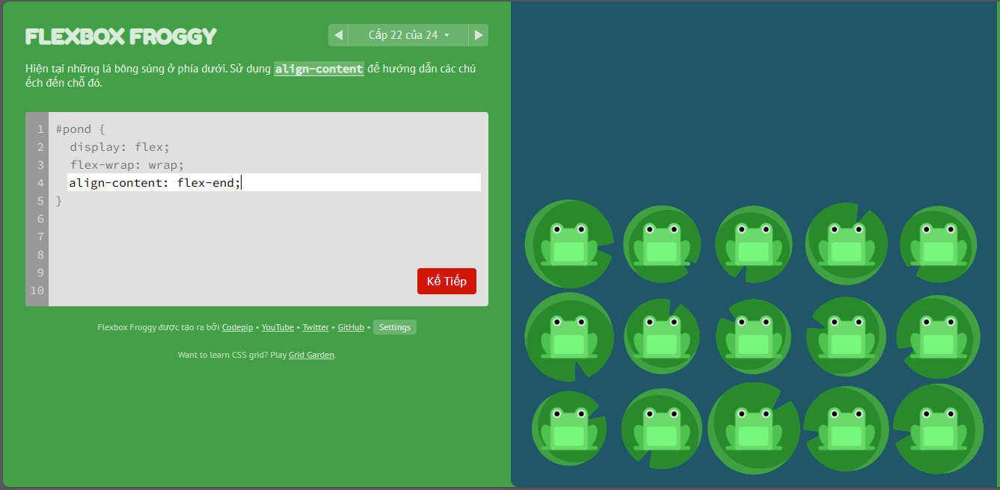 FLEXBOX FROGGY
Cấp 22 của 24
Hiện tại những lá bông súng ở phía dưới. Sử dụng align-content để hướng dẫn các chú
ếch đến chỗ đó.
1 #pond {
2 display: flex;
3 flex-wrap: wrap;
4 align-content: flex-end;
5 }
6
7
8
9
10
Kế Tiếp
Flexbox Froggy được tạo ra bởi Codepip • YouTube • Twitter • GitHub • Settings
Want to learn CSS grid? Play Grid Garden.